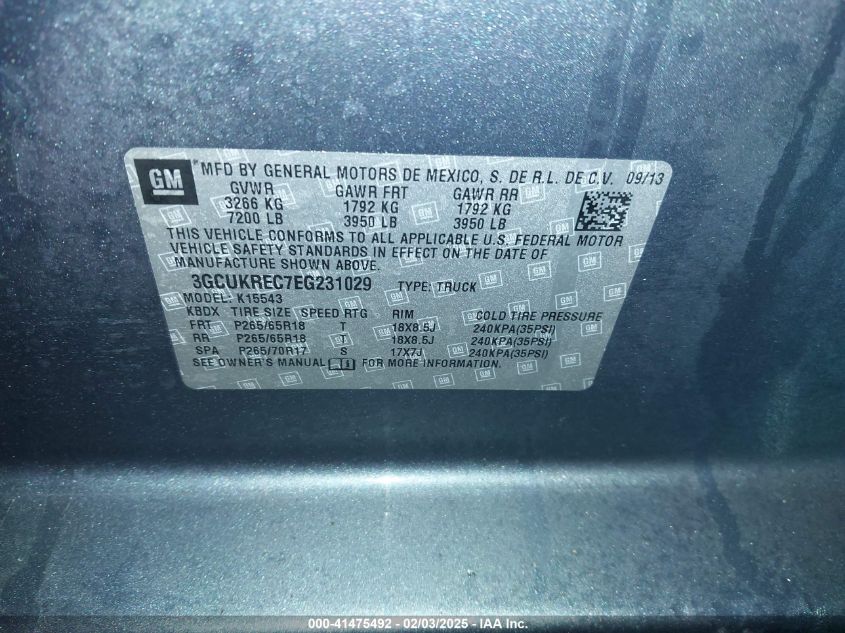 GM
*MFD BY GENERAL MOTORS DE MEXICO, S. DE R.L. DE C.V. 09/13
GVWR GAWR FRT GAWR RR
3266 KG 1792 KG 1792 KG
7200 LB 3950 LB 3950 LB
THIS VEHICLE CONFORMS TO ALL APPLICABLE U.S. FEDERAL MOTOR
VEHICLE SAFETY STANDARDS IN EFFECT ON THE DATE OF
MANUFACTURE SHOWN ABOVE.
3GCUKREC7EG231029 TYPE: TRUCK
MODEL: K15543
KBDX TIRE SIZE SPEED RTG RIM COLD TIRE PRESSURE
FRT P265/65R18 T 18X8.5J 240KPA(35PSI)
RR P265/65R18 T 18X8.5J 240KPA(35PSI)
SPA P265/70R17 S 17X7J 240KPA(35PSI)
SEE OWNER'S MANUAL FOR MORE INFORMATION.
000-41475492 - 02/03/2025 - IAAI.com